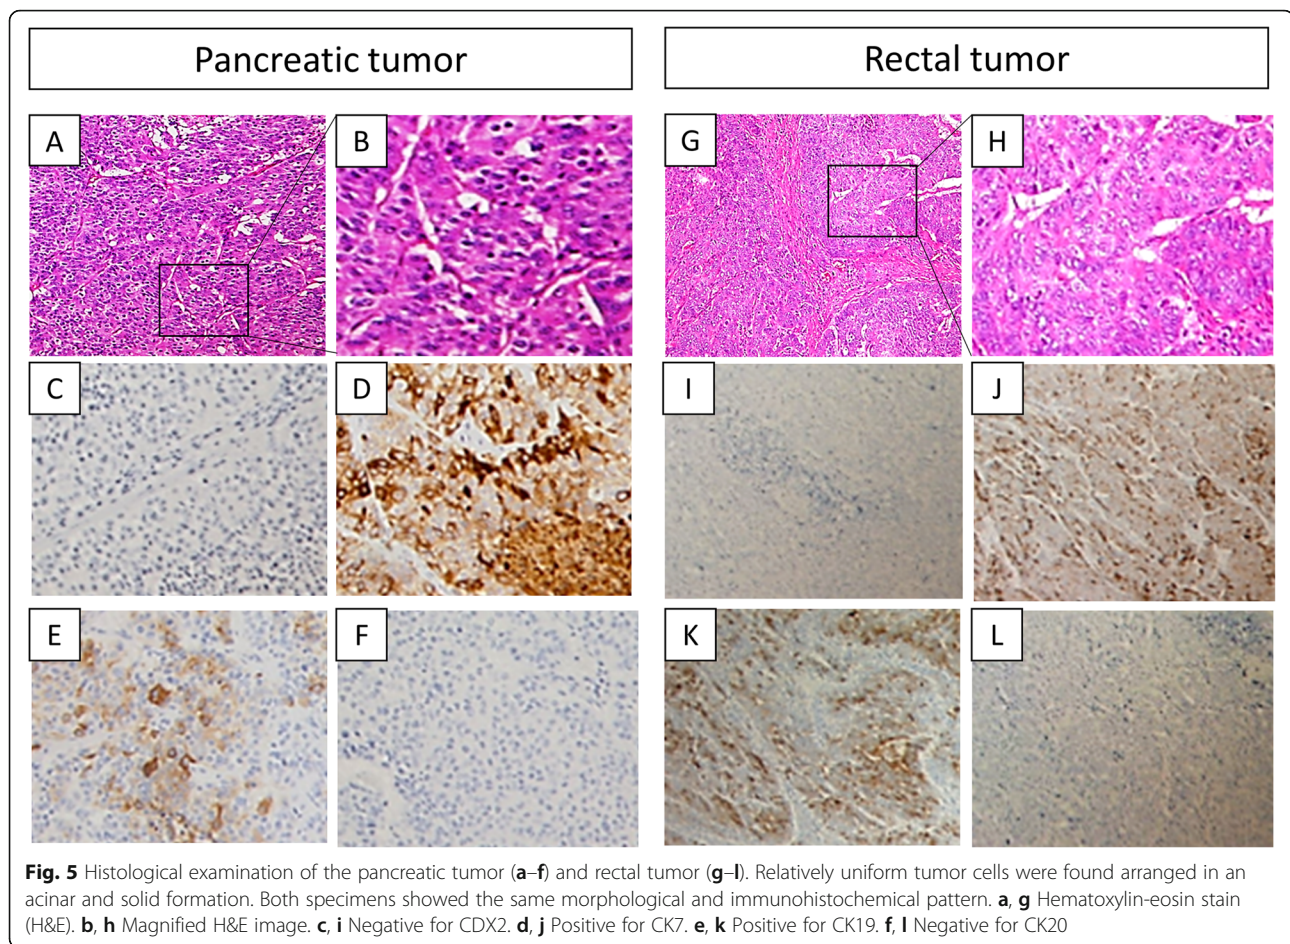 Pancreatic tumor
Rectal tumor
A
B
G
H
C
D
I
J
E
F
K
L
Fig. 5 Histological examination of the pancreatic tumor (a–f) and rectal tumor (g–l). Relatively uniform tumor cells were found arranged in an
acinar and solid formation. Both specimens showed the same morphological and immunohistochemical pattern. a, g Hematoxylin-eosin stain
(H&E). b, h Magnified H&E image. c, i Negative for CDX2. d, j Positive for CK7. e, k Positive for CK19. f, l Negative for CK20